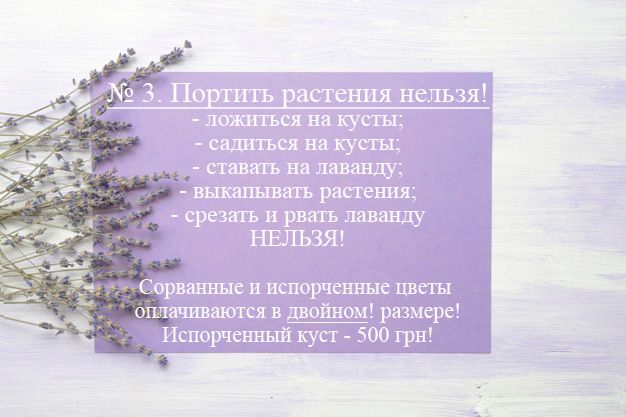 № 3. Портить растения нельзя!
- ложиться на кусты;
- садиться на кусты;
- ставать на лаванду;
- выкапывать растения;
- срезать и рвать лаванду
НЕЛЬЗЯ!
Сорванные и испорченные цветы
оплачиваются в двойном! размере!
Испорченный куст - 500 грн!